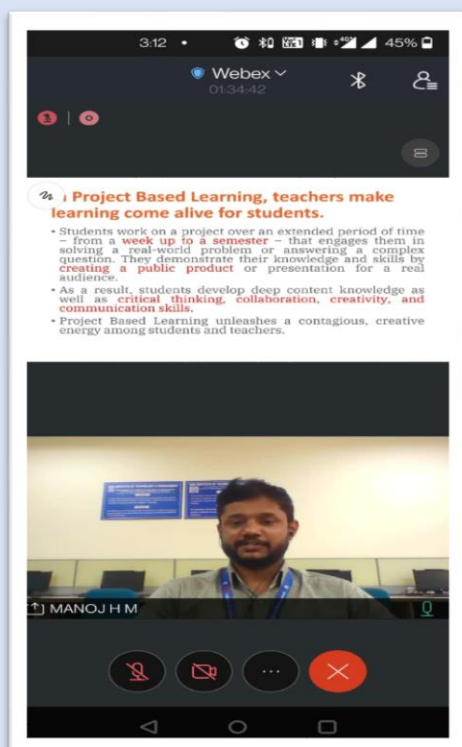 3:12
45%
Webex
01:34:42
n Project Based Learning, teachers make
learning come alive for students.
• Students work on a project over an extended period of time
– from a week up to a semester – that engages them in
solving a real-world problem or answering a complex
question. They demonstrate their knowledge and skills by
creating a public product or presentation for a real
audience.
• As a result, students develop deep content knowledge as
well as critical thinking, collaboration, creativity, and
communication skills.
• Project Based Learning unleashes a contagious, creative
energy among students and teachers.
MANOJ H M